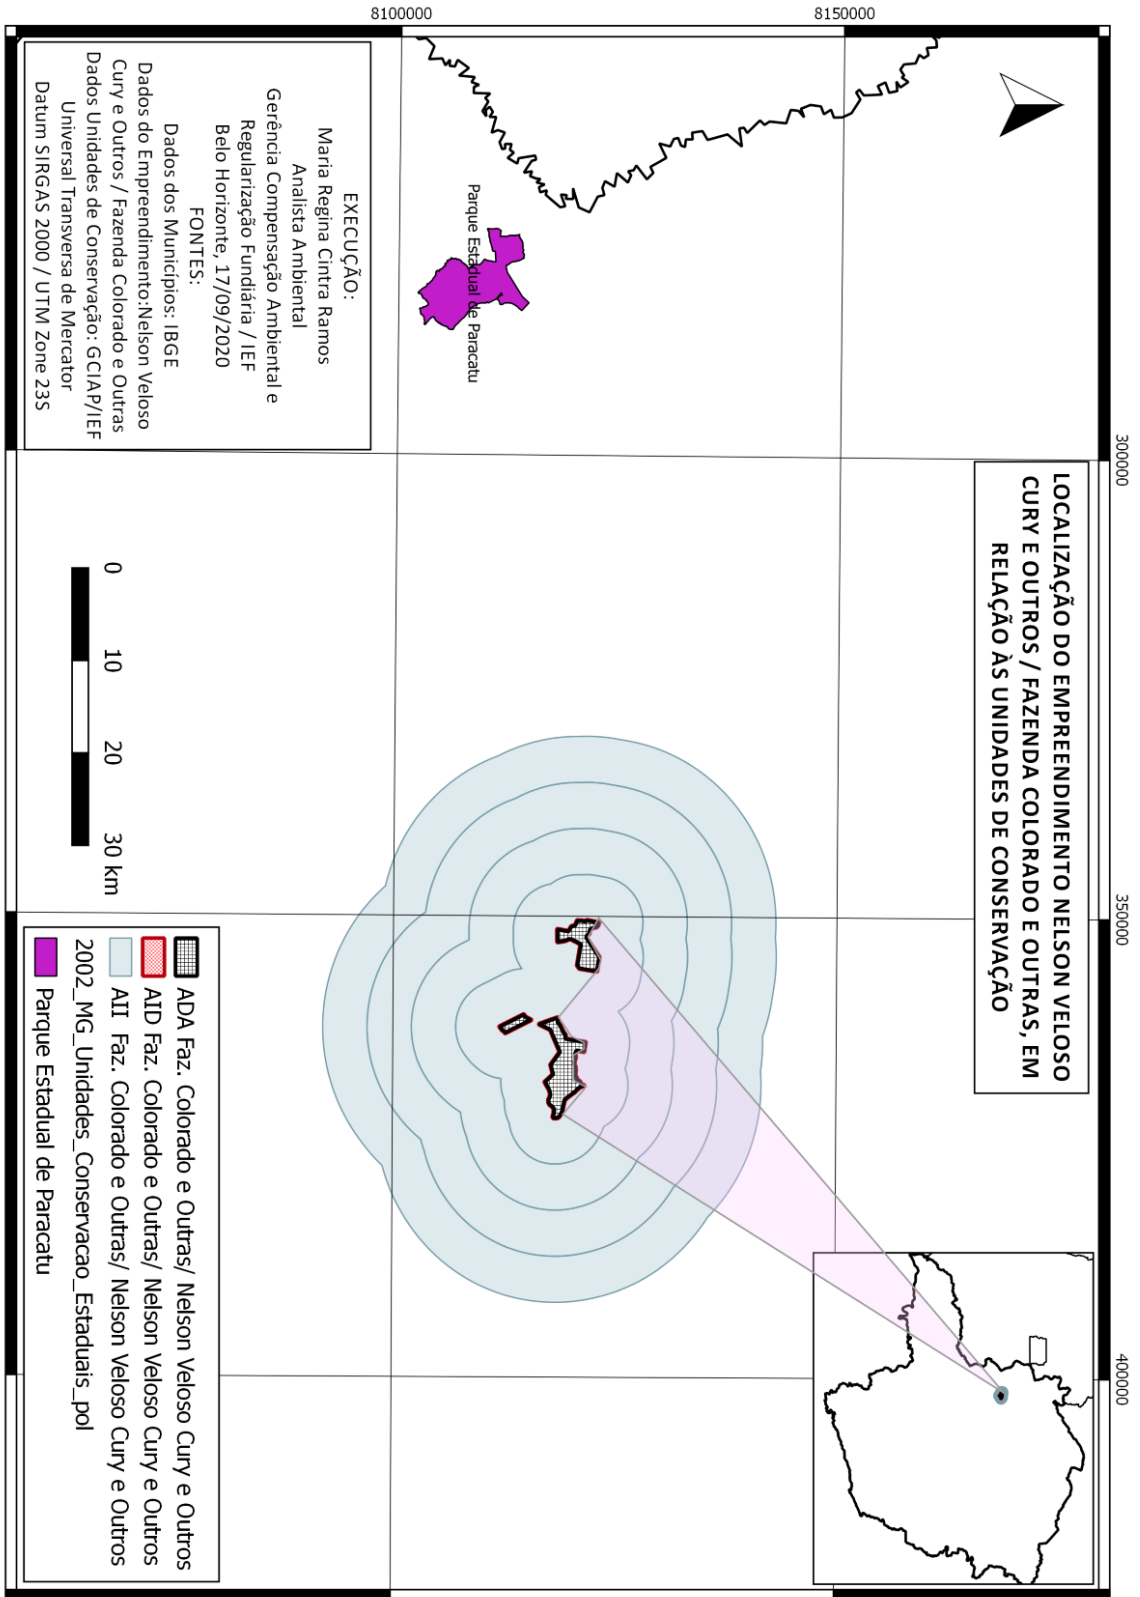 LOCALIZAÇÃO DO EMPREENDIMENTO NELSON VELOSO
CURY E OUTROS / FAZENDA COLORADO E OUTRAS, EM
RELAÇÃO ÀS UNIDADES DE CONSERVAÇÃO
300000
350000
400000
8150000
8100000
Parque Estadual de Paracatu
EXECUÇÃO:
Maria Regina Cintra Ramos
Analista Ambiental
Gerência Compensação Ambiental e
Regularização Fundiária / IEF
Belo Horizonte, 17/09/2020
FONTES:
Dados dos Municípios: IBGE
Dados do Empreendimento:Nelson Veloso
Cury e Outros / Fazenda Colorado e Outras
Dados Unidades de Conservação: GCIAP/IEF
Universal Transversa de Mercator
Datum SIRGAS 2000 / UTM Zone 23S
0 10 20 30 km
ADA Faz. Colorado e Outras/ Nelson Veloso Cury e Outros
AID Faz. Colorado e Outras/ Nelson Veloso Cury e Outros
AII Faz. Colorado e Outras/ Nelson Veloso Cury e Outros
2002_MG_Unidades_Conservacao_Estaduais_pol
Parque Estadual de Paracatu